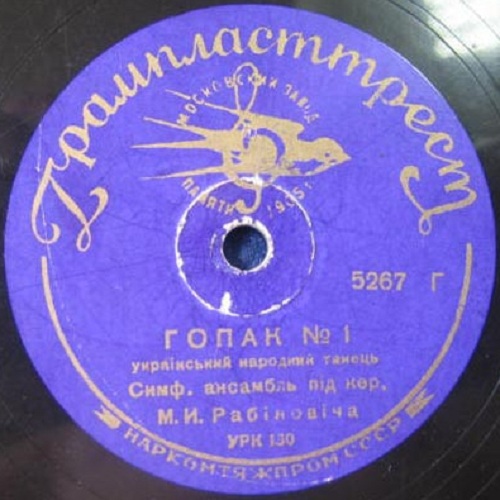 Грампласттрест
МОСКОВСКИЙ ЗАВОД
ПАМЯТИ 1905 г
5267 Г
ГОПАК № 1
український народний танець
Симф. ансамбль під кер.
М. И. Рабіновіча
УРК 130
НАРКОМТЯЖПРОМ СССР